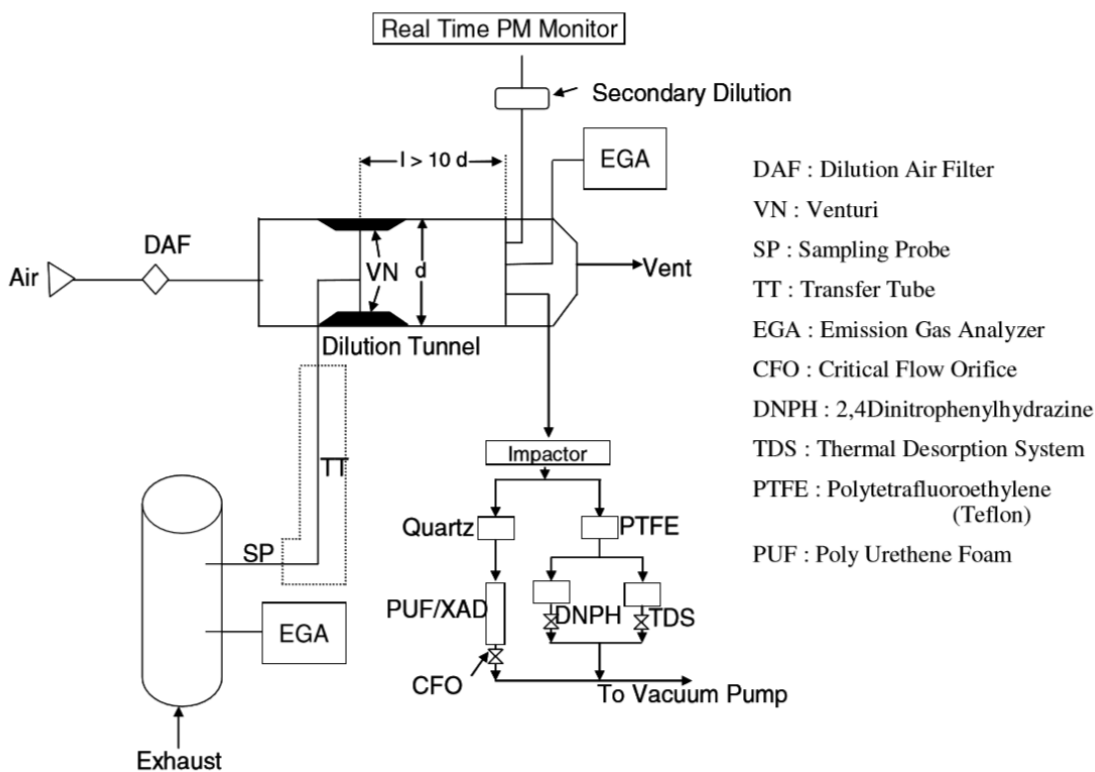 Real Time PM Monitor
Secondary Dilution
l > 10 d
EGA
DAF
Air
VN
d
Vent
Dilution Tunnel
TT
SP
EGA
Exhaust
Impactor
Quartz
PTFE
PUF/XAD
DNPH
TDS
CFO
To Vacuum Pump
DAF : Dilution Air Filter
VN : Venturi
SP : Sampling Probe
TT : Transfer Tube
EGA : Emission Gas Analyzer
CFO : Critical Flow Orifice
DNPH : 2,4Dinitrophenylhydrazine
TDS : Thermal Desorption System
PTFE : Polytetrafluoroethylene
(Teflon)
PUF : Poly Urethene Foam